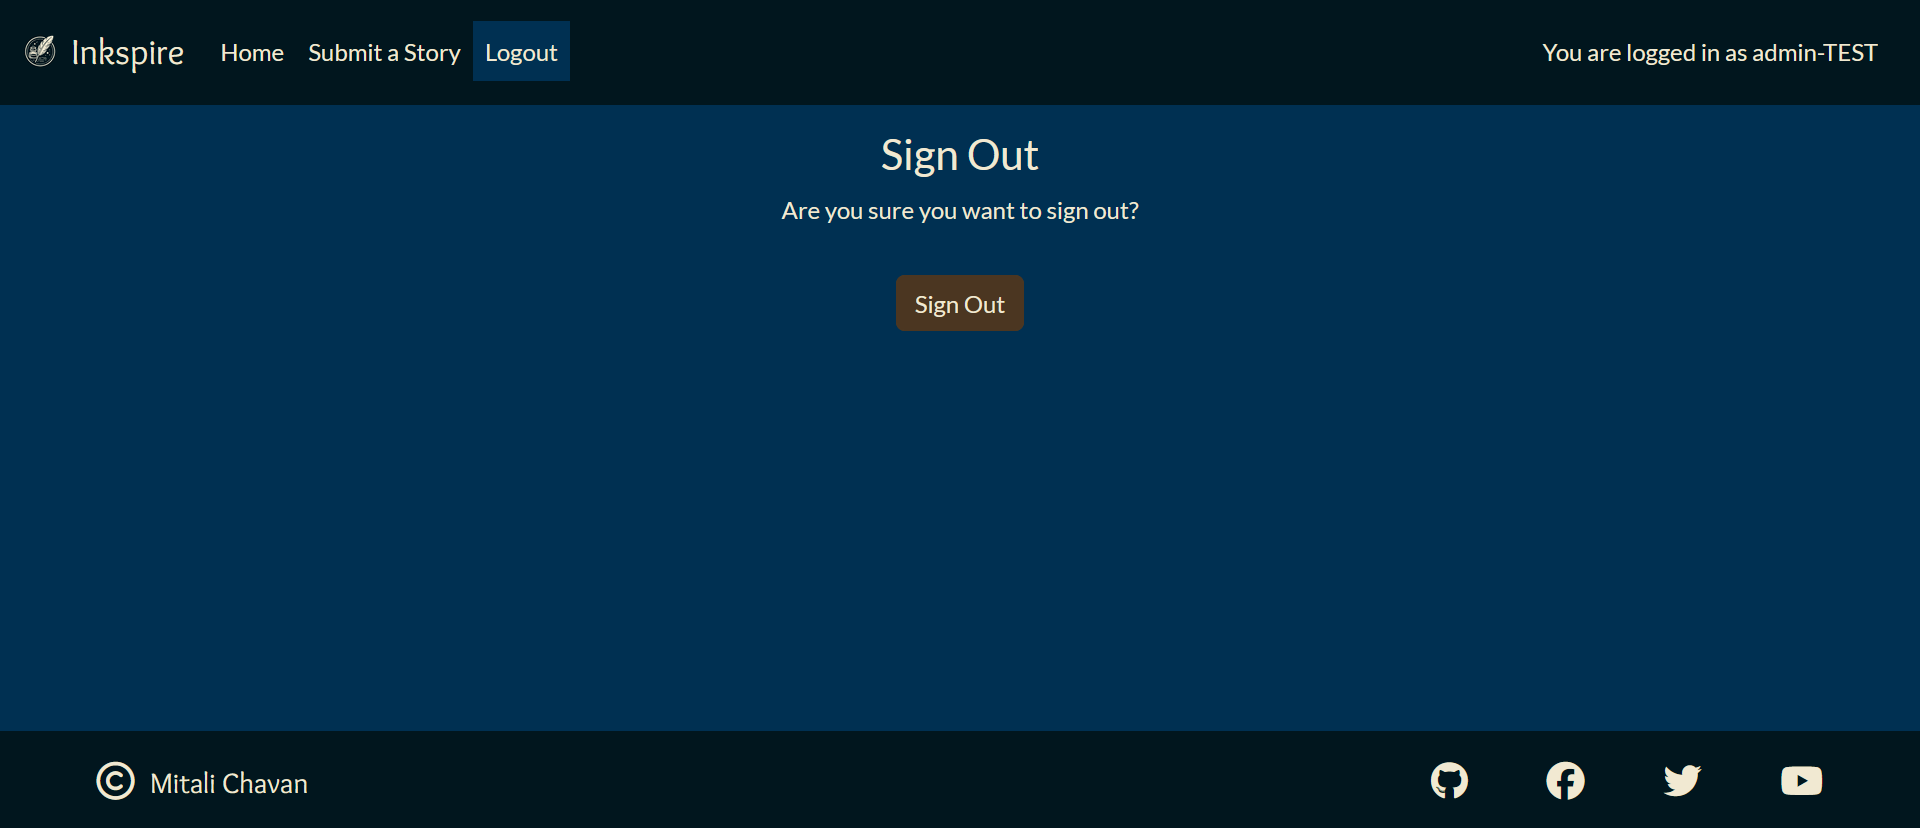 Inkspire Home Submit a Story Logout You are logged in as admin-TEST
Sign Out
Are you sure you want to sign out?
Sign Out
© Mitali Chavan